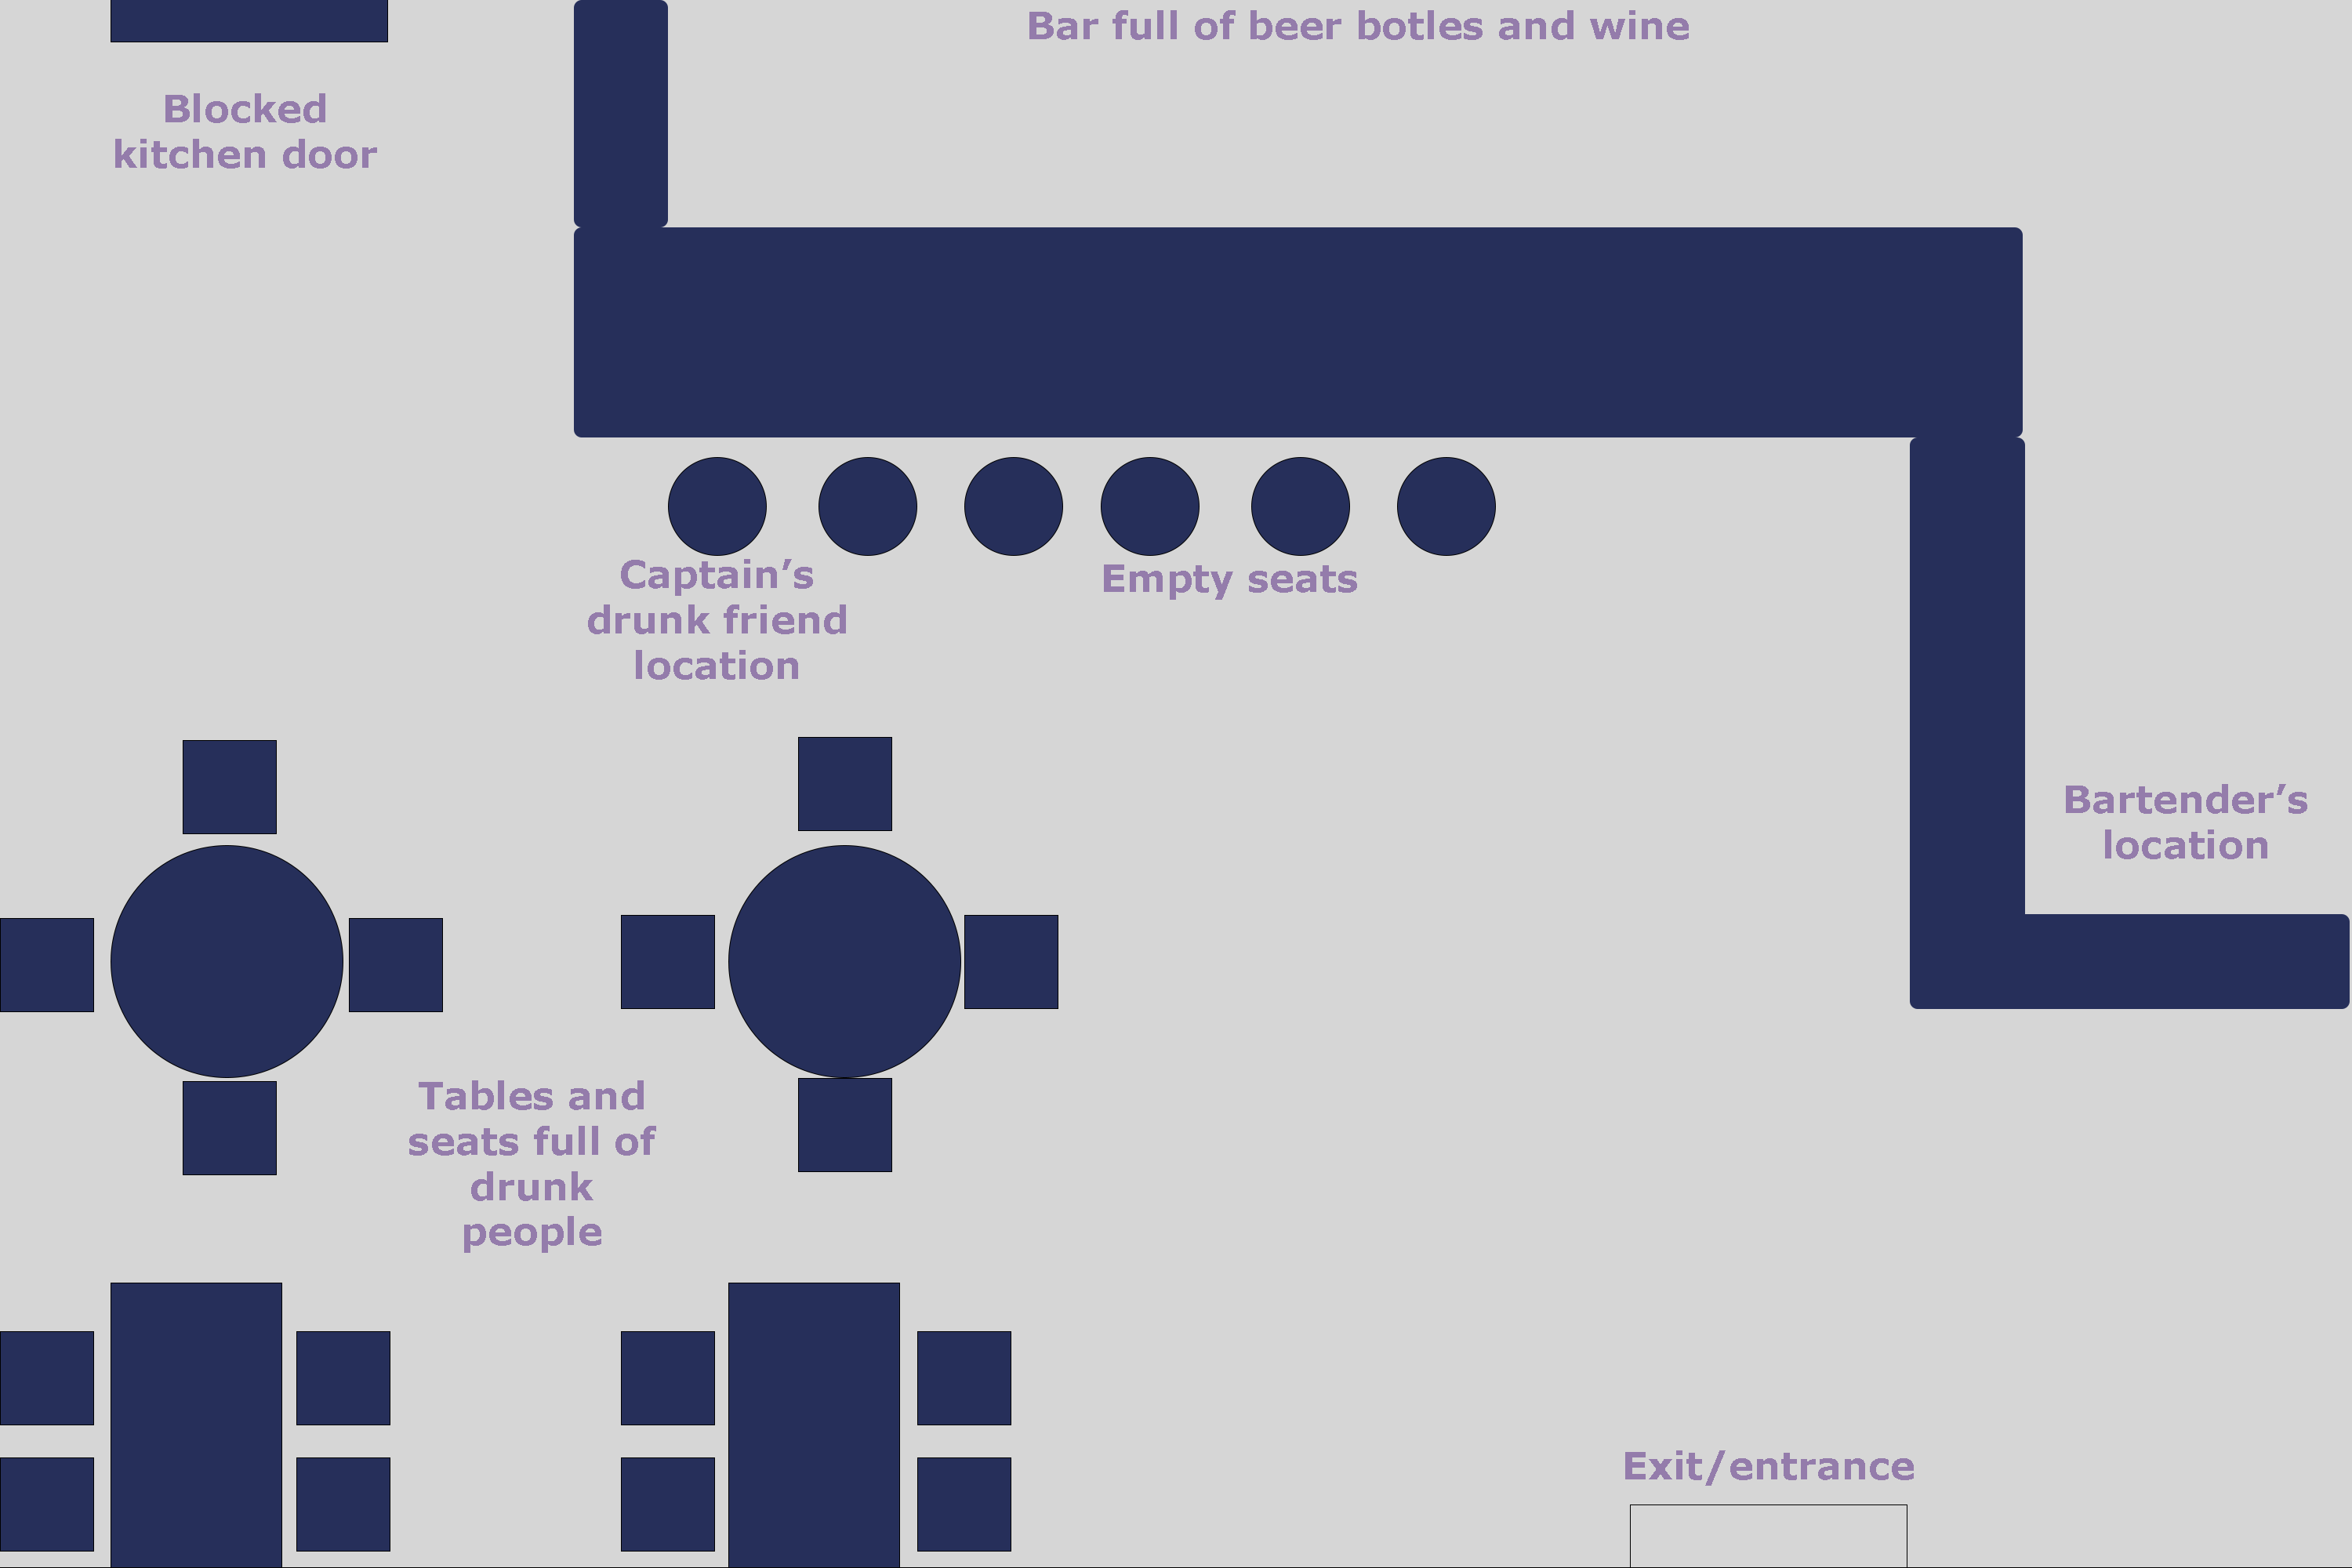 Bar full of beer botles and wine
Blocked
kitchen door
Captain’s
drunk friend
location
Empty seats
Bartender’s
location
Tables and
seats full of
drunk
people
Exit/entrance